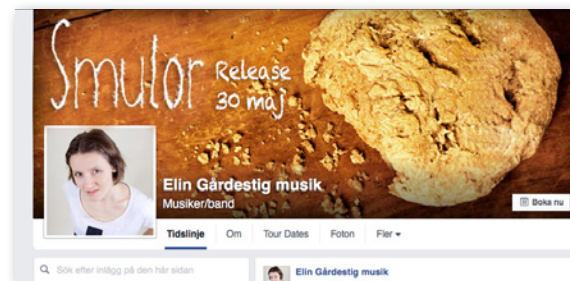 Smulor Release
30 maj
Elin Gårdestig musik
Musiker/band
Boka nu
Tidslinje Om Tour Dates Foton Fler
Sök efter inlägg på den här sidan
Elin Gårdestig musik